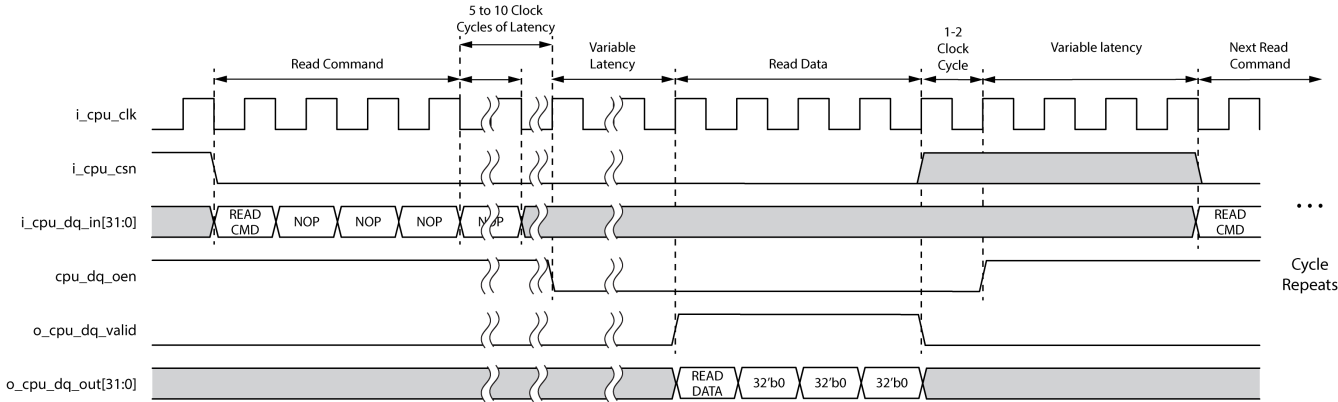 5 to 10 Clock
Cycles of Latency
Read Command
Variable
Latency
Read Data
1-2
Clock
Cycle
Variable latency
Next Read
Command
i_cpu_clk
i_cpu_csn
i_cpu_dq_in[31:0]
READ
CMD
NOP
NOP
NOP
NOP
READ
CMD
...
cpu_dq_oen
Cycle
Repeats
o_cpu_dq_valid
o_cpu_dq_out[31:0]
READ
DATA
32'b0
32'b0
32'b0